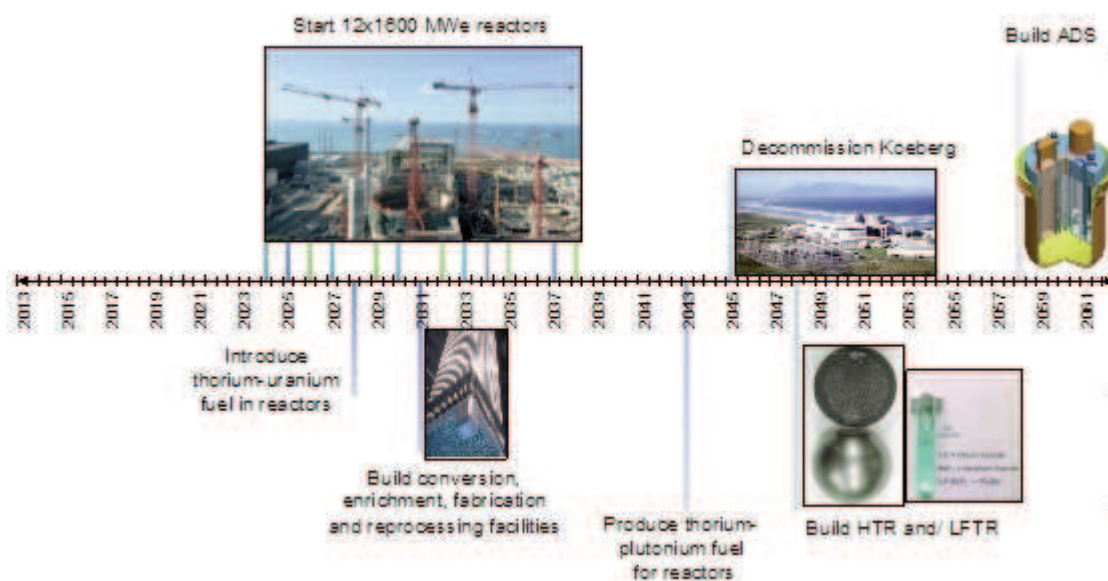 Start 12x1600 MWe reactors
Build ADS
Decommission Koeberg
2013
2015
2017
2019
2021
2023
2025
2027
2029
2031
2033
2035
2037
2039
2041
2043
2045
2047
2049
2051
2053
2055
2057
2059
2061
Introduce
thorium-uranium
fuel in reactors
Build conversion,
enrichment, fabrication
and reprocessing facilities
Produce thorium-
plutonium fuel
for reactors
Build HTR and/ LFTR